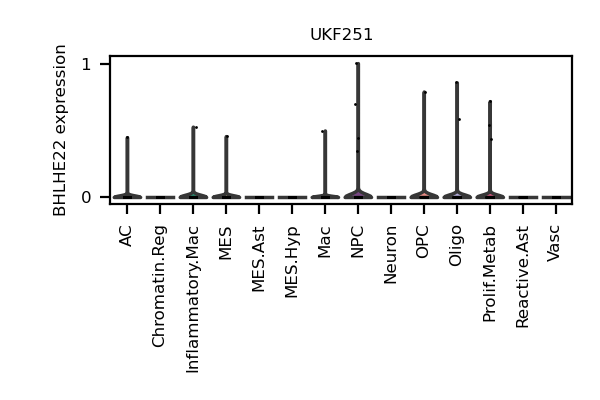 UKF251
BHLHE22 expression
1
0
AC
Chromatin.Reg
Inflammatory.Mac
MES
MES.Ast
MES.Hyp
Mac
NPC
Neuron
OPC
Oligo
Prolif.Metab
Reactive.Ast
Vasc